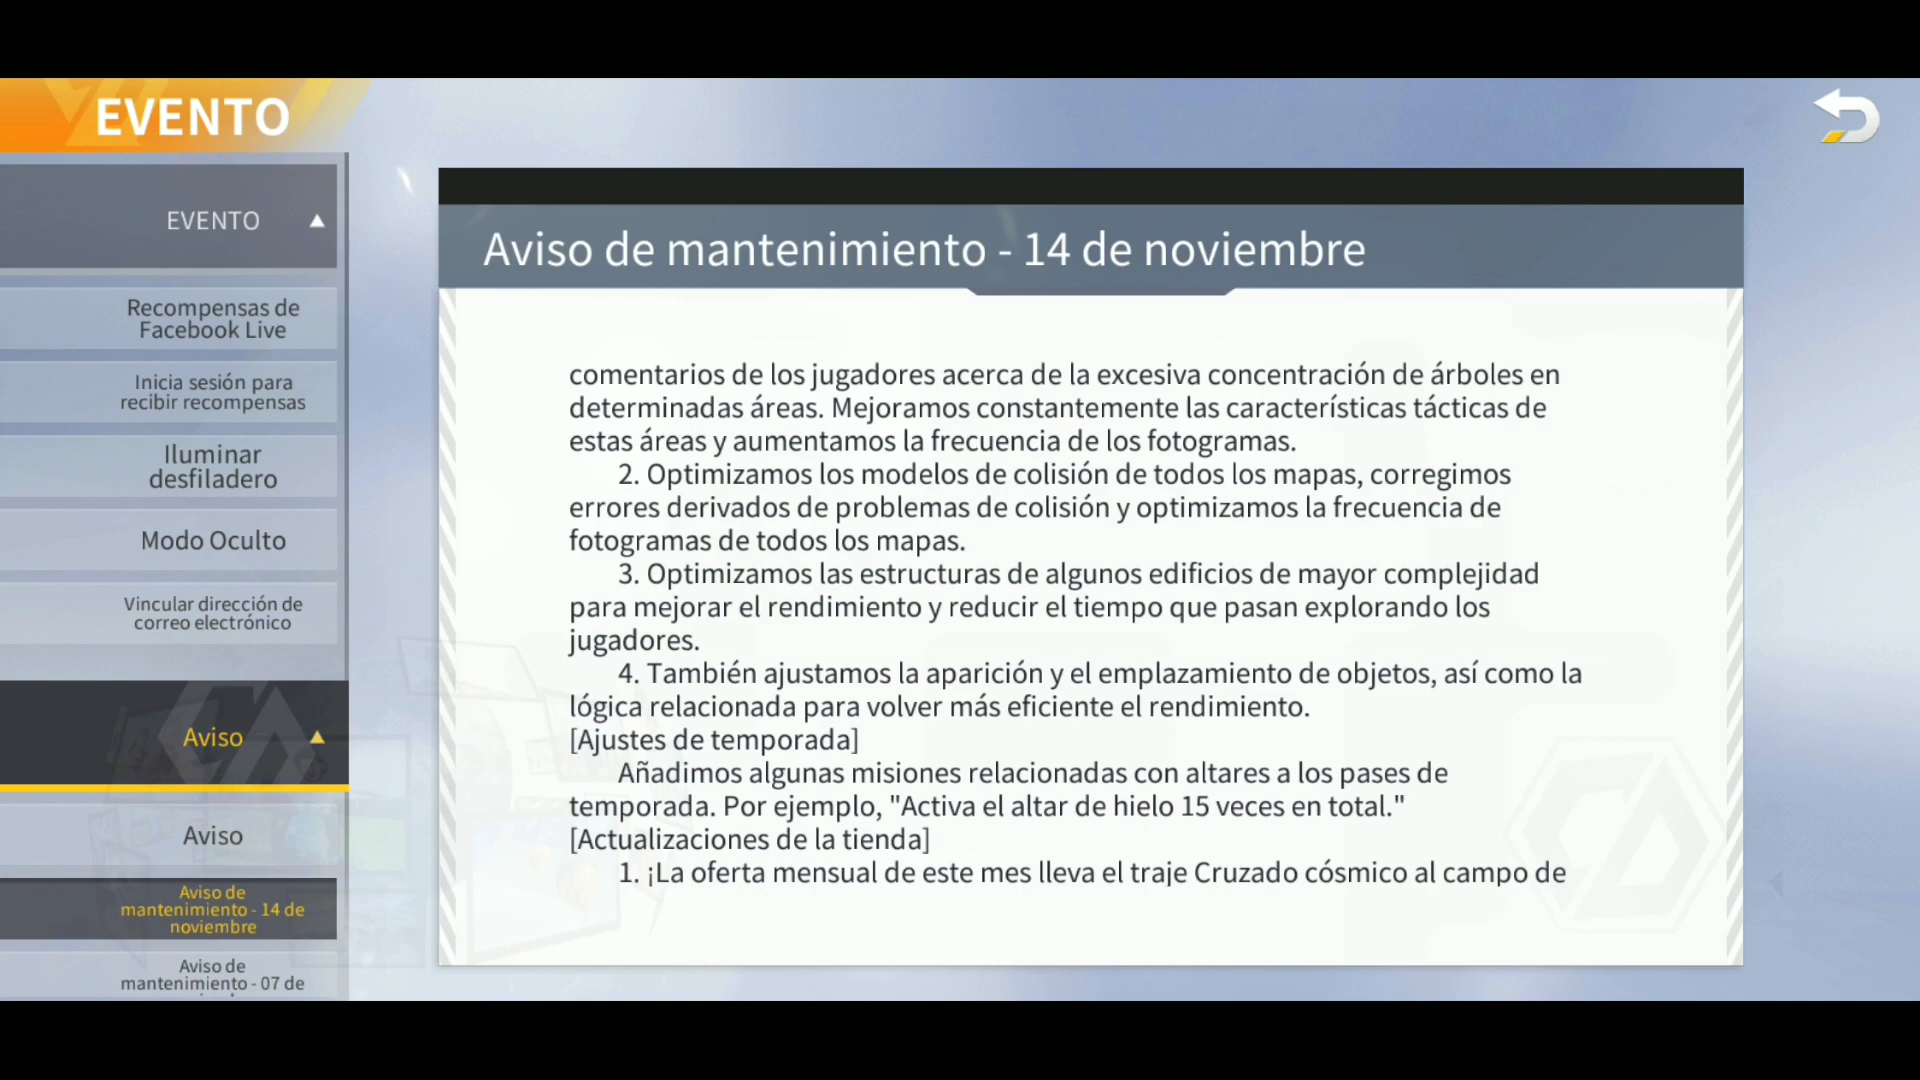 EVENTO
EVENTO
Recompensas de
Facebook Live
Inicia sesión para
recibir recompensas
Iluminar
desfiladero
Modo Oculto
Vincular dirección de
correo electrónico
Aviso
Aviso
Aviso de
mantenimiento - 14 de
noviembre
Aviso de
mantenimiento - 07 de
Aviso de mantenimiento - 14 de noviembre
comentarios de los jugadores acerca de la excesiva concentración de árboles en
determinadas áreas. Mejoramos constantemente las características tácticas de
estas áreas y aumentamos la frecuencia de los fotogramas.
2. Optimizamos los modelos de colisión de todos los mapas, corregimos
errores derivados de problemas de colisión y optimizamos la frecuencia de
fotogramas de todos los mapas.
3. Optimizamos las estructuras de algunos edificios de mayor complejidad
para mejorar el rendimiento y reducir el tiempo que pasan explorando los
jugadores.
4. También ajustamos la aparición y el emplazamiento de objetos, así como la
lógica relacionada para volver más eficiente el rendimiento.
[Ajustes de temporada]
Añadimos algunas misiones relacionadas con altares a los pases de
temporada. Por ejemplo, "Activa el altar de hielo 15 veces en total."
[Actualizaciones de la tienda]
1. ¡La oferta mensual de este mes lleva el traje Cruzado cósmico al campo de